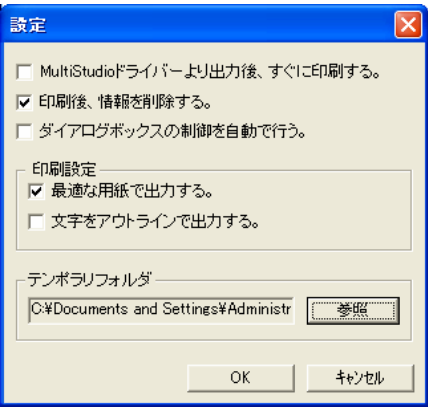 設定
MultiStudioドライバーより出力後、すぐに印刷する。
印刷後、情報を削除する。
ダイアログボックスの制御を自動で行う。
印刷設定
最適な用紙で出力する。
文字をアウトラインで出力する。
テンポラリフォルダ
C:¥Documents and Settings¥Administr
参照
OK
キャンセル